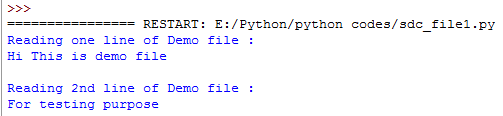 >>>
================ RESTART: E:/Python/python codes/sdc_file1.py
Reading one line of Demo file :
Hi This is demo file
Reading 2nd line of Demo file :
For testing purpose